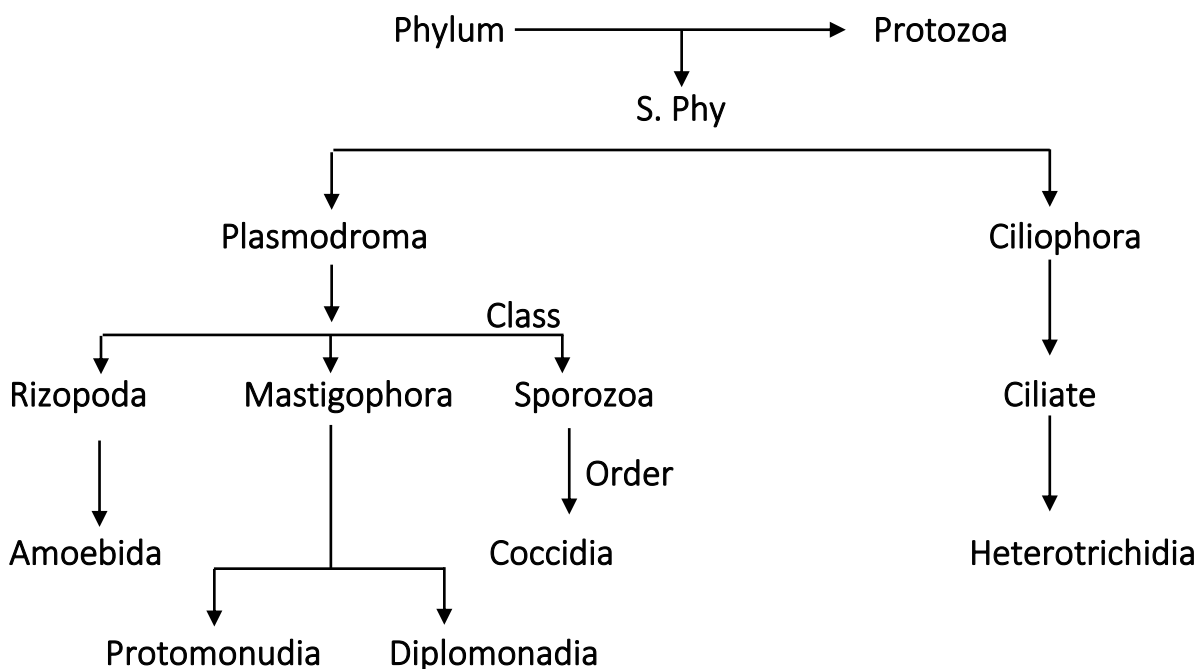 Phylum Protozoa
S. Phy
Plasmodroma Ciliophora
Class
Rizopoda Mastigophora Sporozoa Ciliate
Order
Amoebida Coccidia Heterotrichidia
Protomonudia Diplomonadia